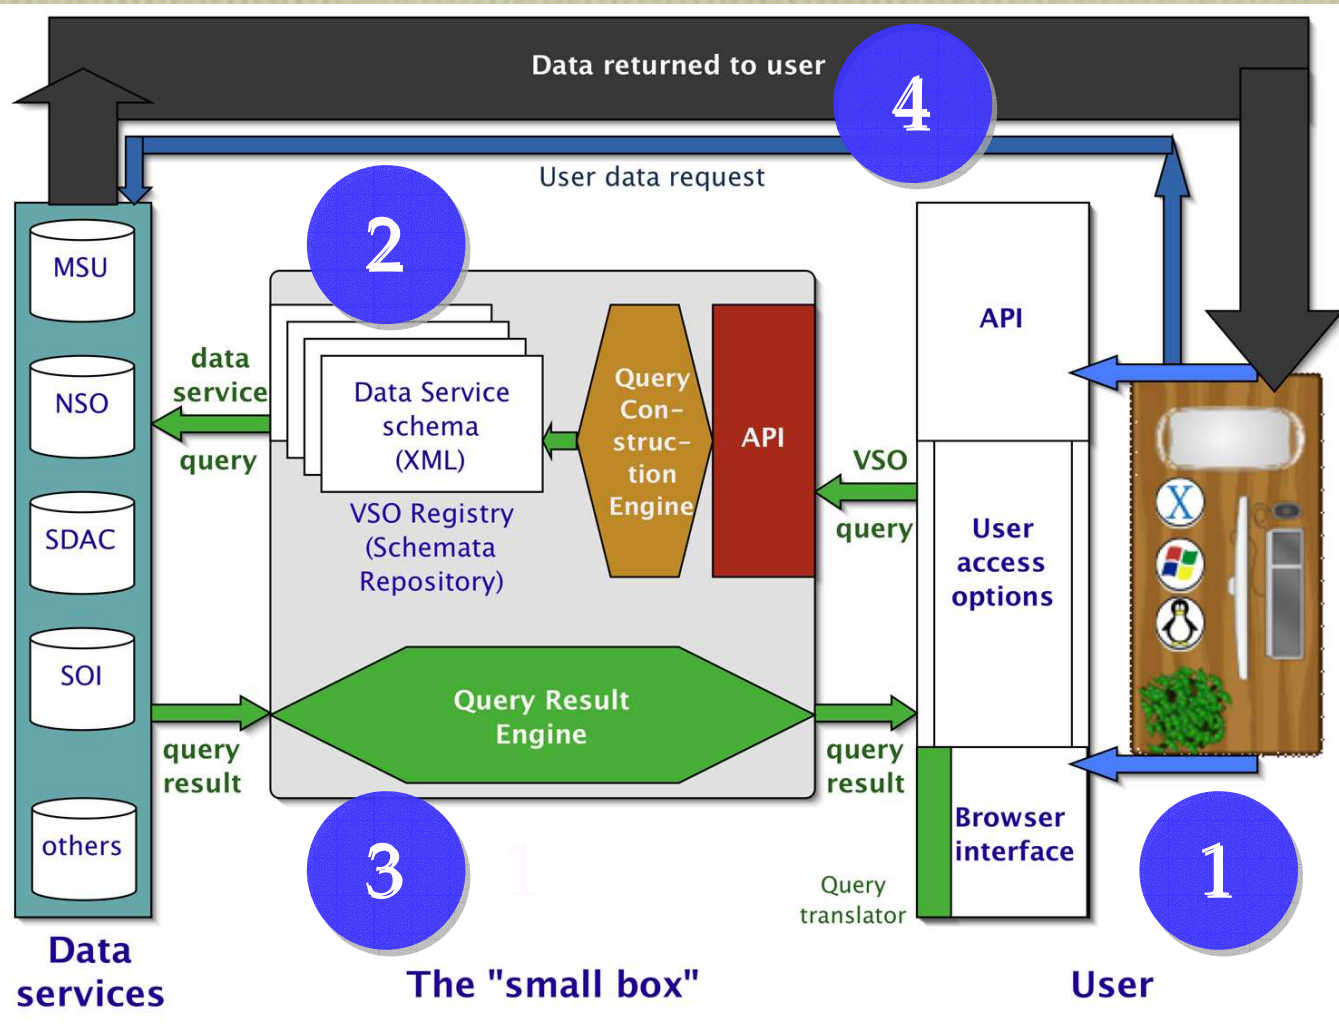 Data returned to user
4
User data request
2
MSU
NSO
SDAC
SOI
others
data
service
query
Data Service
schema
(XML)
VSO Registry
(Schemata
Repository)
Query
Con-
struc-
tion
Engine
API
VSO
query
API
User
access
options
X
Query Result
Engine
query
result
query
result
Browser
interface
Query
translator
3
1
1
Data
services
The "small box"
User